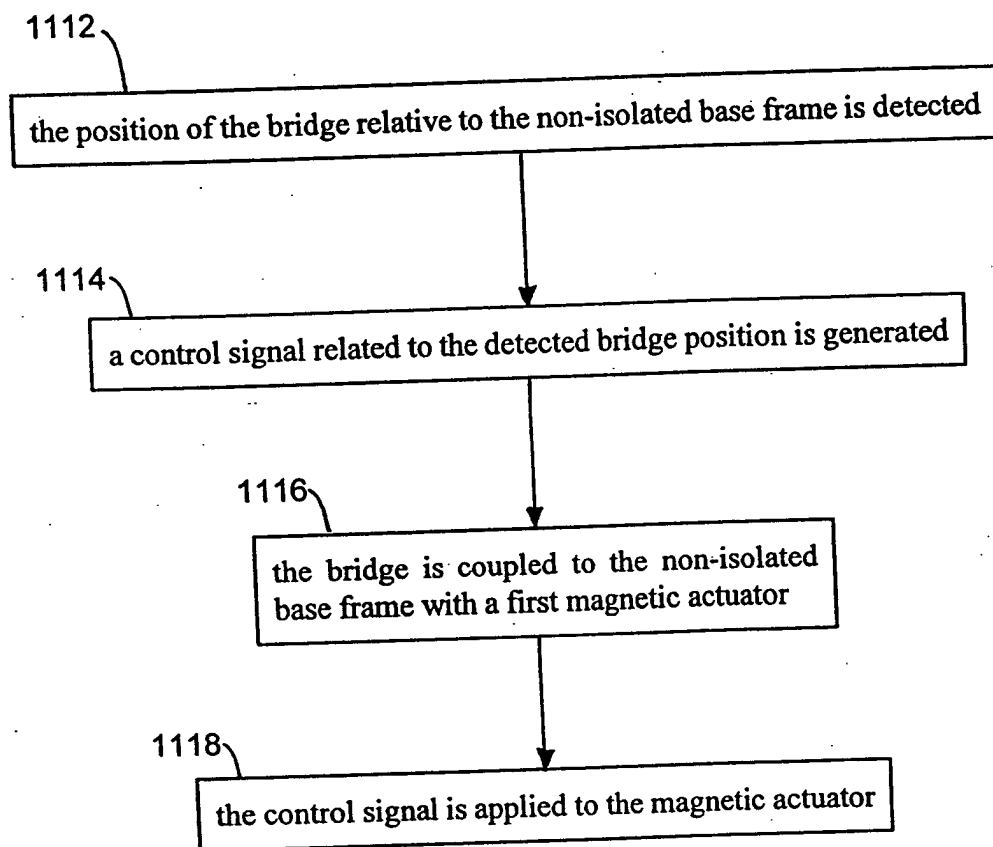 1112
the position of the bridge relative to the non-isolated base frame is detected
1114
a control signal related to the detected bridge position is generated
1116
the bridge is coupled to the non-isolated
base frame with a first magnetic actuator
1118
the control signal is applied to the magnetic actuator